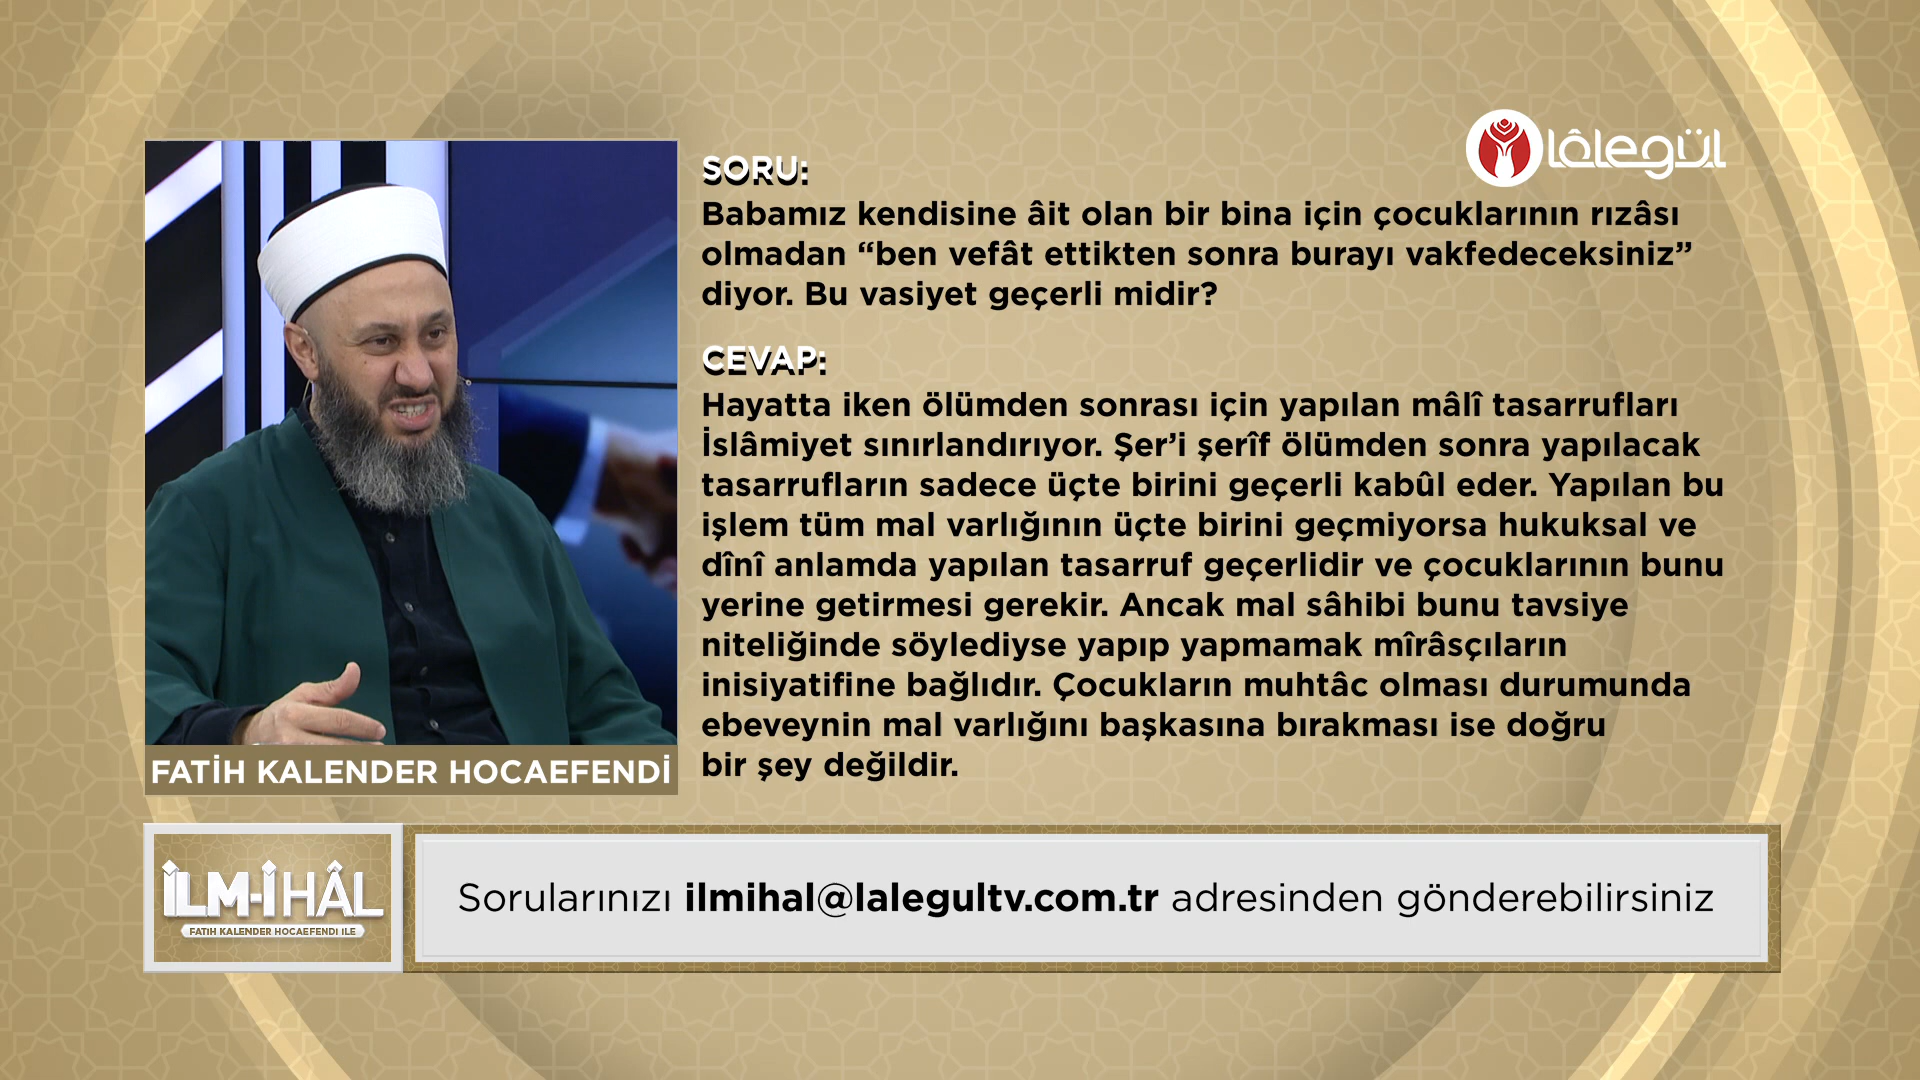 lâlegül
SORU:
Babamız kendisine âit olan bir bina için çocuklarının rızâsı
olmadan “ben vefât ettikten sonra burayı vakfedeceksiniz”
diyor. Bu vasiyet geçerli midir?
CEVAP:
Hayatta iken ölümden sonrası için yapılan mâlî tasarrufları
İslâmiyet sınırlandırıyor. Şer’i şerîf ölümden sonra yapılacak
tasarrufların sadece üçte birini geçerli kabûl eder. Yapılan bu
işlem tüm mal varlığının üçte birini geçmiyorsa hukuksal ve
dînî anlamda yapılan tasarruf geçerlidir ve çocuklarının bunu
yerine getirmesi gerekir. Ancak mal sâhibi bunu tavsiye
niteliğinde söylediyse yapıp yapmamak mîrâsçıların
inisiyatifine bağlıdır. Çocukların muhtâc olması durumunda
ebeveynin mal varlığını başkasına bırakması ise doğru
bir şey değildir.
FATİH KALENDER HOCAEFENDİ
İLM-İ HÂL
FATİH KALENDER HOCAEFENDİ İLE
Sorularınızı ilmihal@lalegultv.com.tr adresinden gönderebilirsiniz